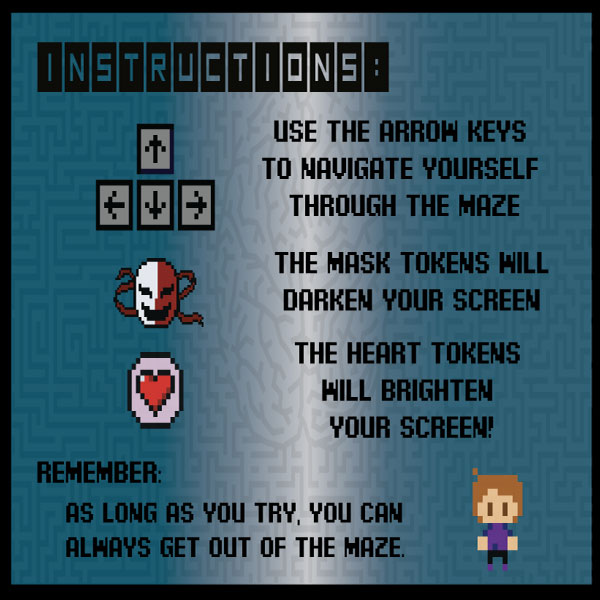 INSTRUCTIONS:
USE THE ARROW KEYS
TO NAVIGATE YOURSELF
THROUGH THE MAZE
THE MASK TOKENS WILL
DARKEN YOUR SCREEN
THE HEART TOKENS
WILL BRIGHTEN
YOUR SCREEN!
REMEMBER:
AS LONG AS YOU TRY, YOU CAN
ALWAYS GET OUT OF THE MAZE.